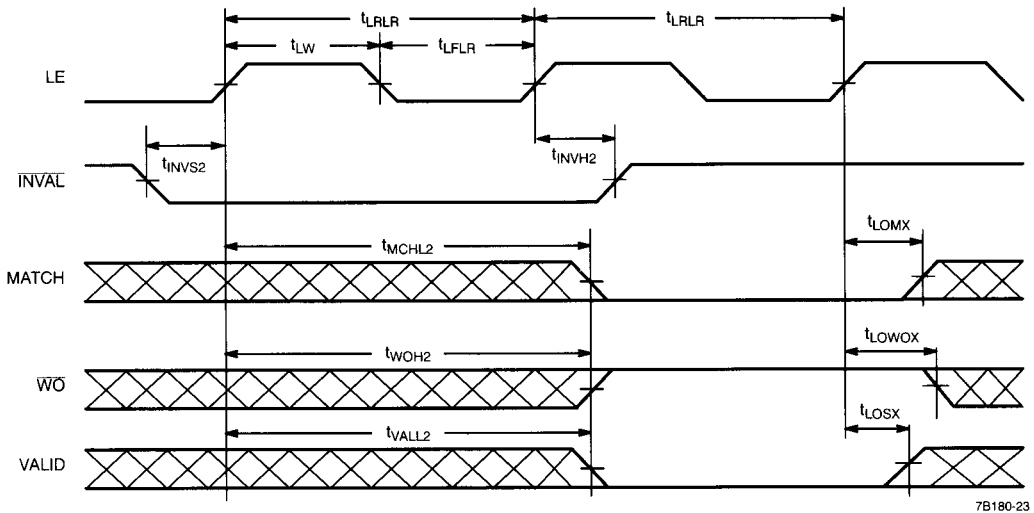 tLRLR tLRLR
tLW tLFLR
LE
tINVS2 tINVH2
INVAL
tMCHL2 tLOMX
MATCH
tWOH2 tLOWOX
WO
tVALL2 tLOSX
VALID
7B180-23